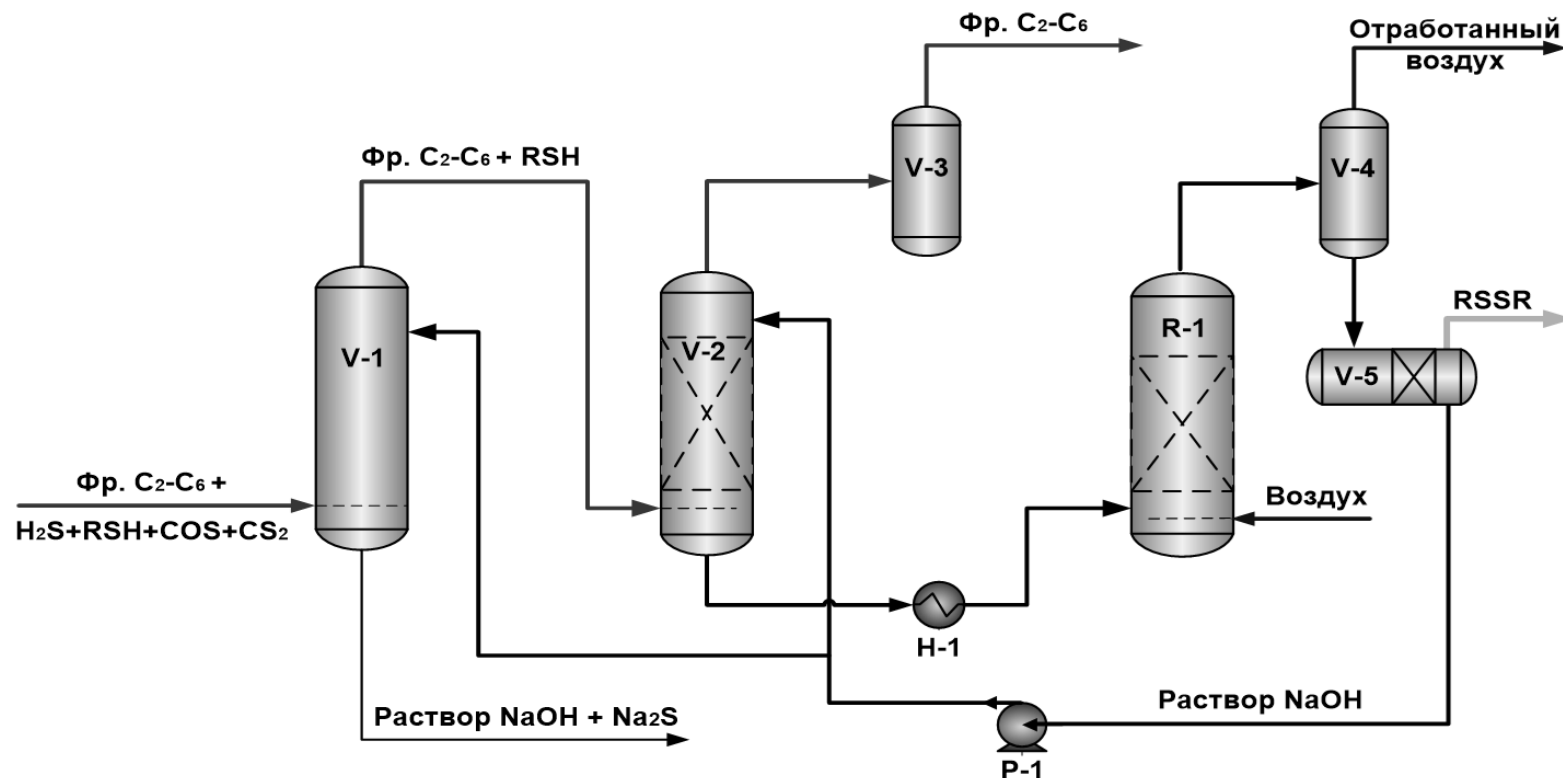 Фр. C₂-C₆
Отработанный
воздух
Фр. C₂-C₆ + RSH
V-3
V-4
RSSR
V-1
V-2
R-1
V-5
Фр. C₂-C₆ +
H₂S+RSH+COS+CS₂
Воздух
H-1
Раствор NaOH + Na₂S
Раствор NaOH
P-1